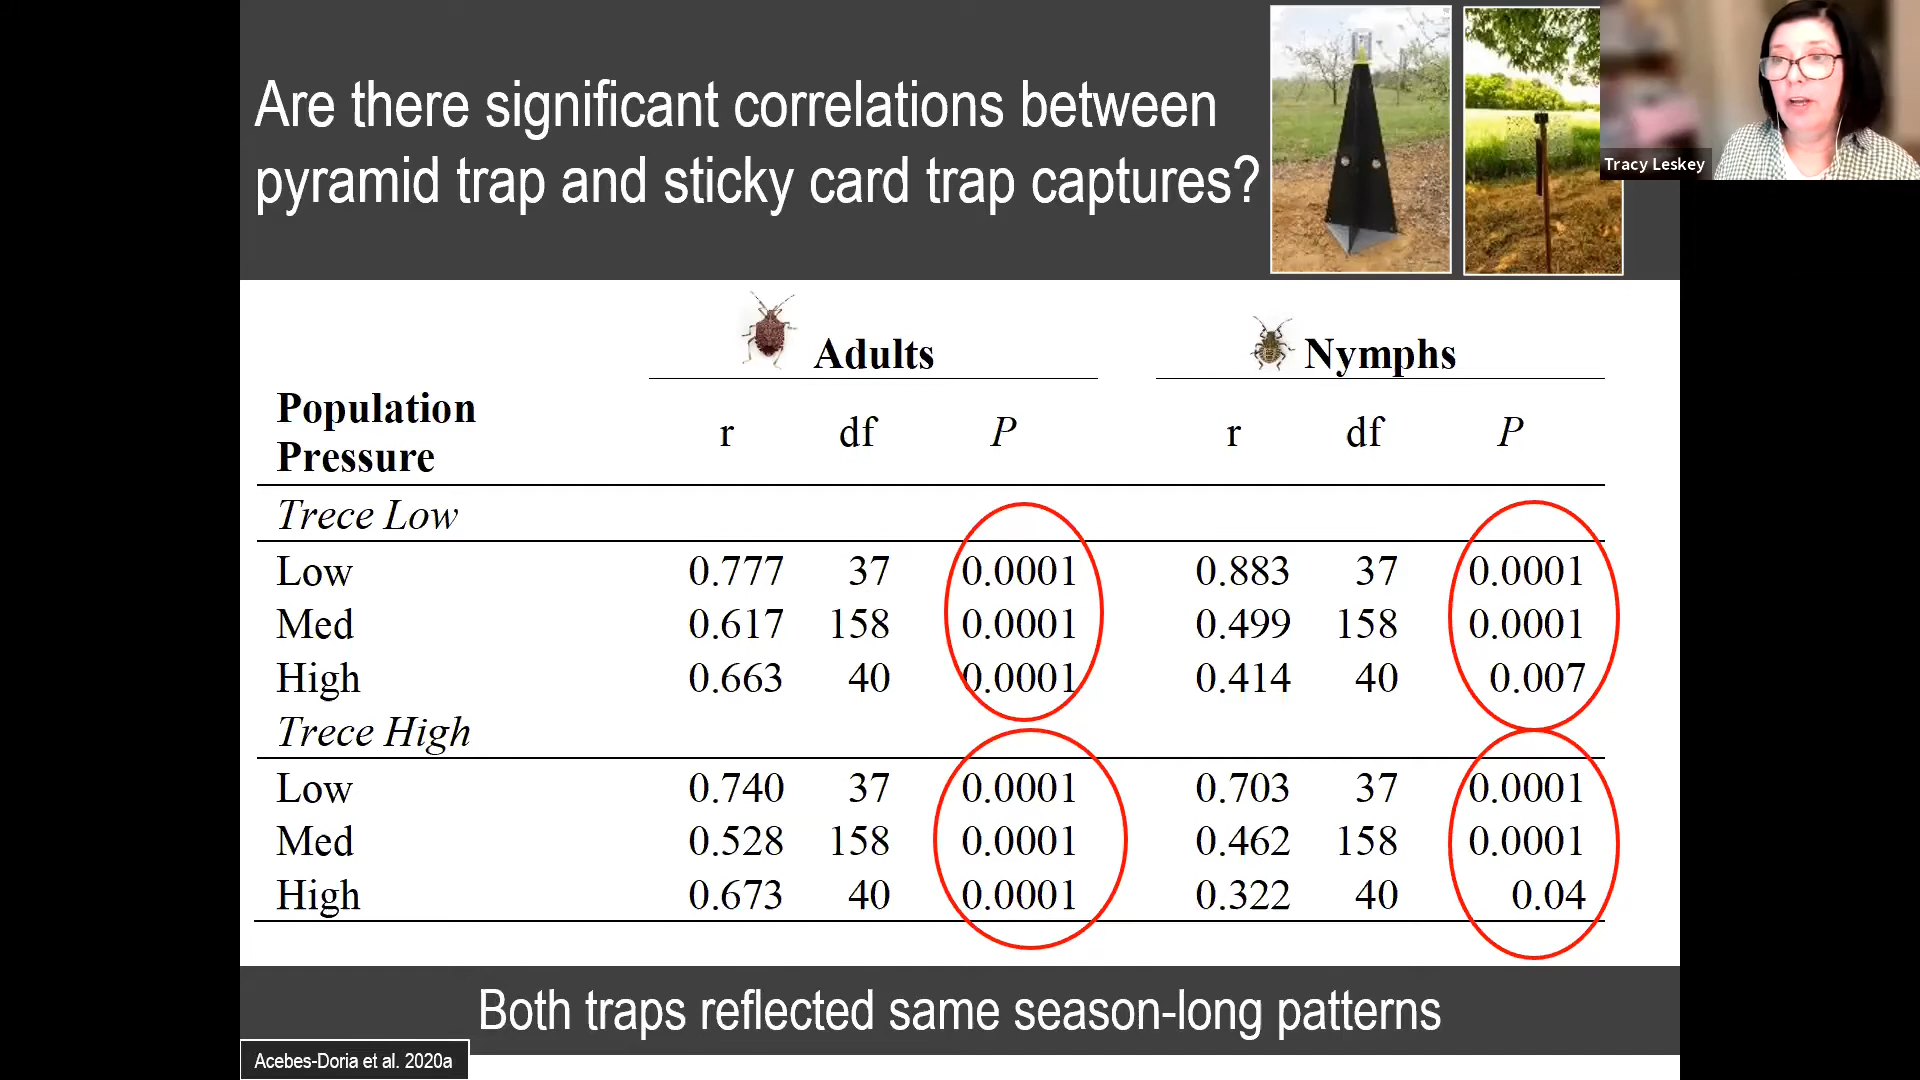 Are there significant correlations between
pyramid trap and sticky card trap captures?
Tracy Leskey
Adults Nymphs
Population
Pressure
r df P r df P
Trece Low
Low 0.777 37 0.0001 0.883 37 0.0001
Med 0.617 158 0.0001 0.499 158 0.0001
High 0.663 40 0.0001 0.414 40 0.007
Trece High
Low 0.740 37 0.0001 0.703 37 0.0001
Med 0.528 158 0.0001 0.462 158 0.0001
High 0.673 40 0.0001 0.322 40 0.04
Both traps reflected same season-long patterns
Acebes-Doria et al. 2020a